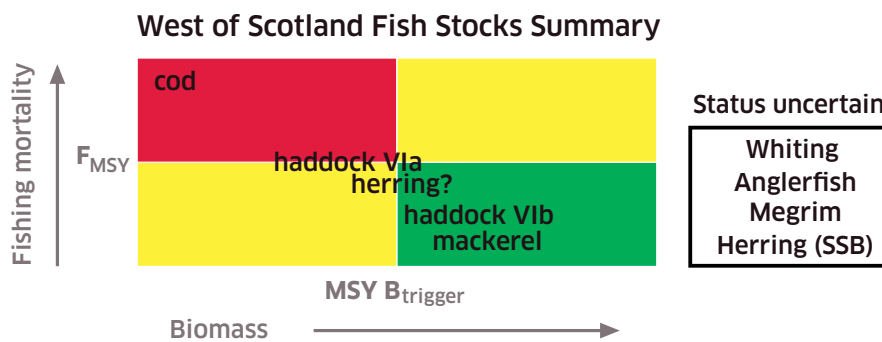 West of Scotland Fish Stocks Summary
cod
Status uncertain
Fishing mortality
FMSY
haddock VIa
herring?
haddock VIb
mackerel
Whiting
Anglerfish
Megrim
Herring (SSB)
MSY Btrigger
Biomass